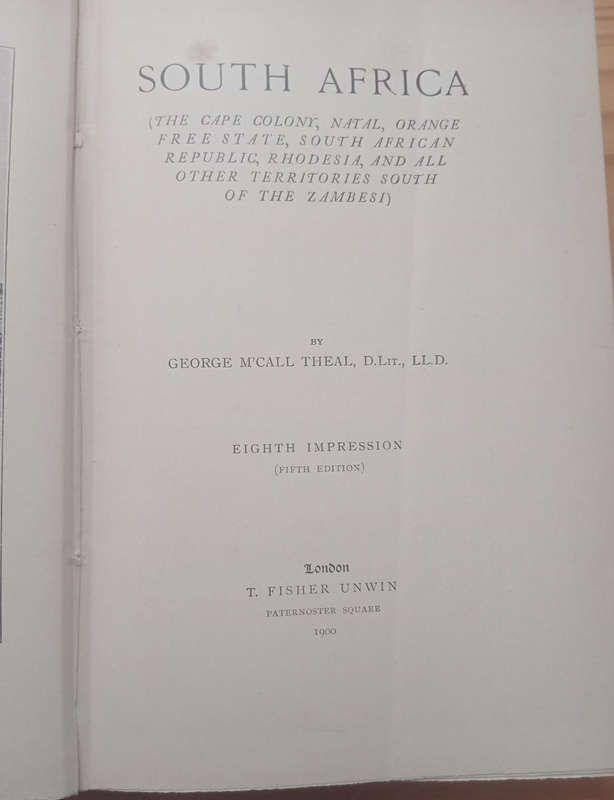 SOUTH AFRICA
(THE CAPE COLONY, NATAL, ORANGE
FREE STATE, SOUTH AFRICAN
REPUBLIC, RHODESIA, AND ALL
OTHER TERRITORIES SOUTH
OF THE ZAMBESI)
BY
GEORGE M'CALL THEAL, D.LIT., LL.D.
EIGHTH IMPRESSION
(FIFTH EDITION)
London
T. FISHER UNWIN
PATERNOSTER SQUARE
1900